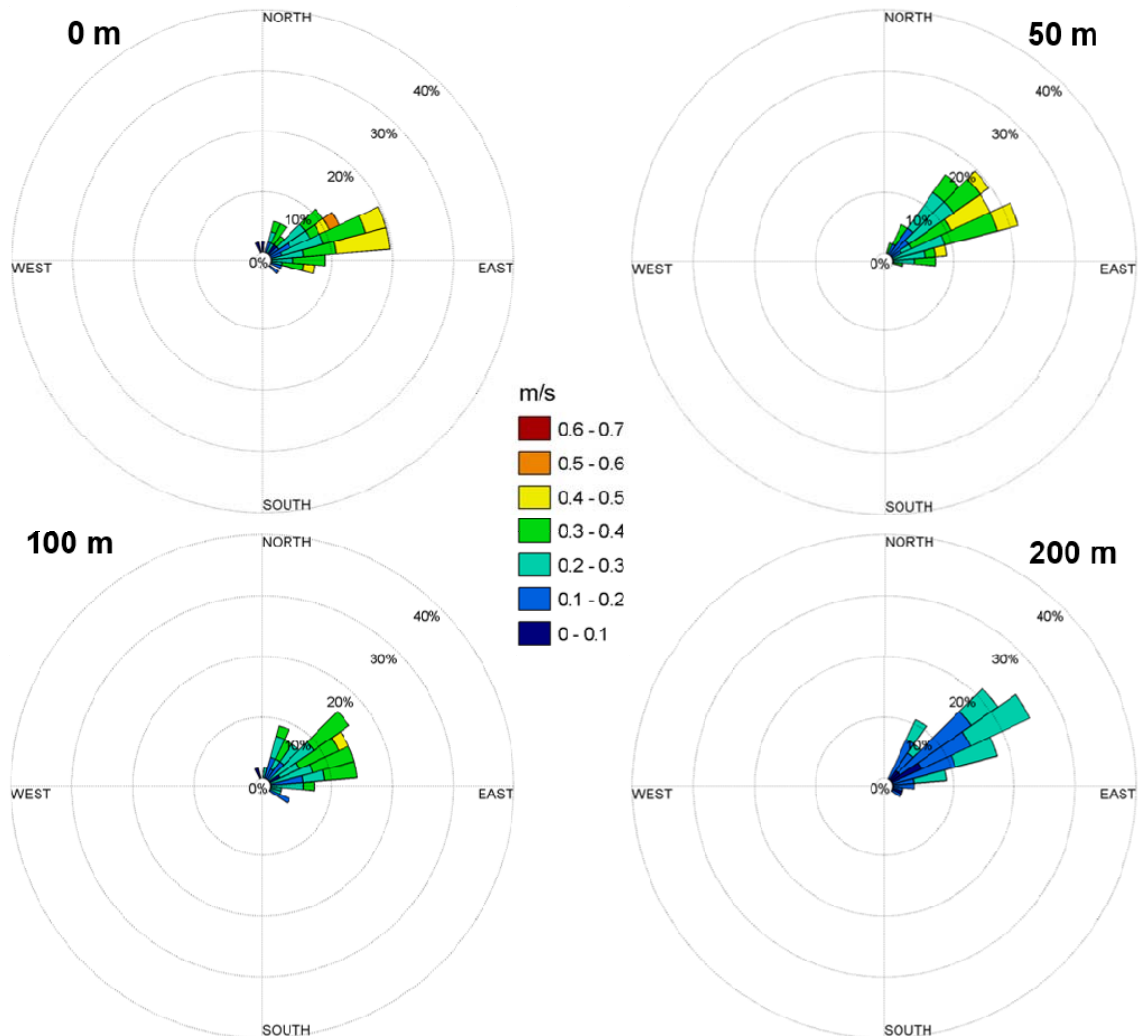 0 m
NORTH
40%
30%
20%
10%
0%
WEST
EAST
SOUTH
50 m
NORTH
40%
30%
20%
10%
0%
WEST
EAST
SOUTH
m/s
0.6 - 0.7
0.5 - 0.6
0.4 - 0.5
0.3 - 0.4
0.2 - 0.3
0.1 - 0.2
0 - 0.1
100 m
NORTH
40%
30%
20%
10%
0%
WEST
EAST
SOUTH
200 m
NORTH
40%
30%
20%
10%
0%
WEST
EAST
SOUTH